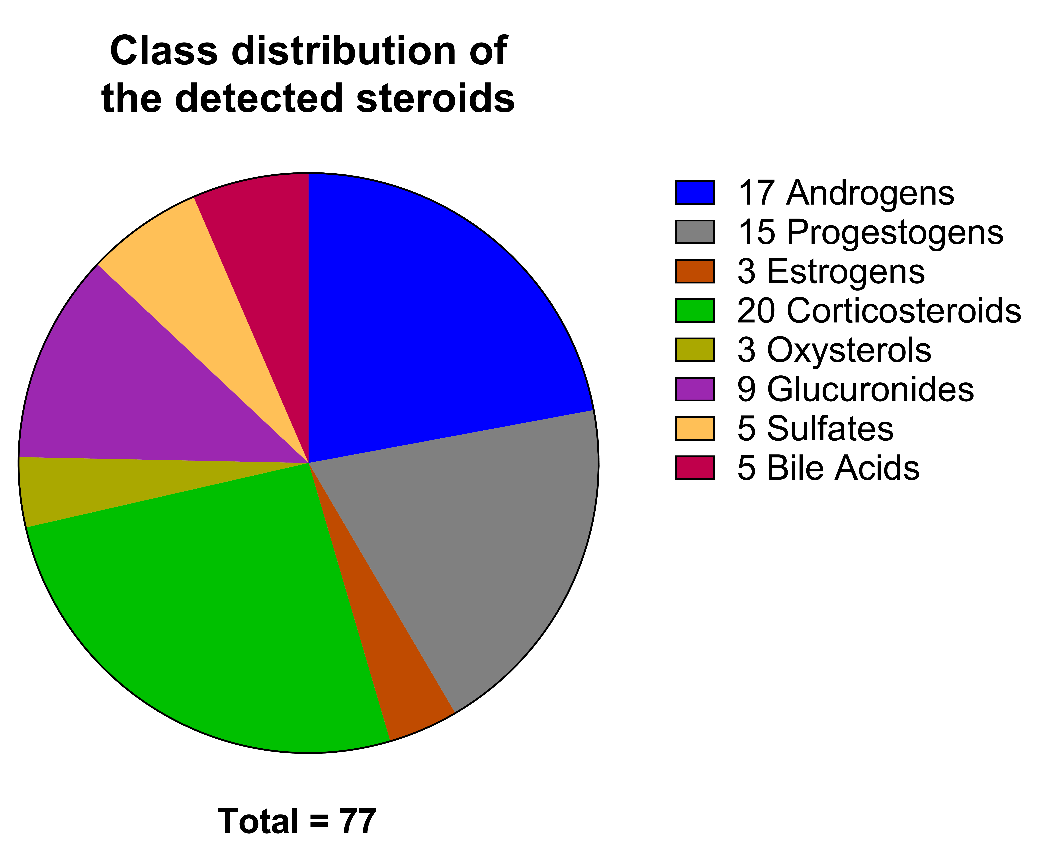 Class distribution of
the detected steroids
17 Androgens
15 Progestogens
3 Estrogens
20 Corticosteroids
3 Oxysterols
9 Glucuronides
5 Sulfates
5 Bile Acids
Total = 77